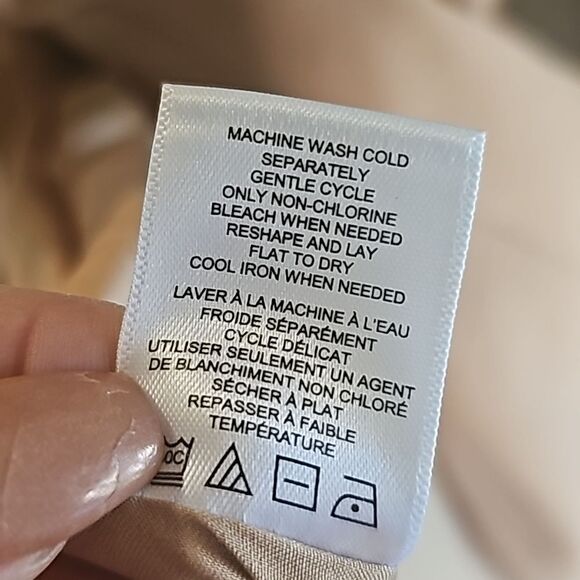 MACHINE WASH COLD
SEPARATELY
GENTLE CYCLE
ONLY NON-CHLORINE
BLEACH WHEN NEEDED
RESHAPE AND LAY
FLAT TO DRY
COOL IRON WHEN NEEDED
LAVER À LA MACHINE À L'EAU
FROIDE SÉPARÉMENT
CYCLE DÉLICAT
UTILISER SEULEMENT UN AGENT
DE BLANCHIMENT NON CHLORÉ
SÉCHER À PLAT
REPASSER À FAIBLE
TEMPÉRATURE